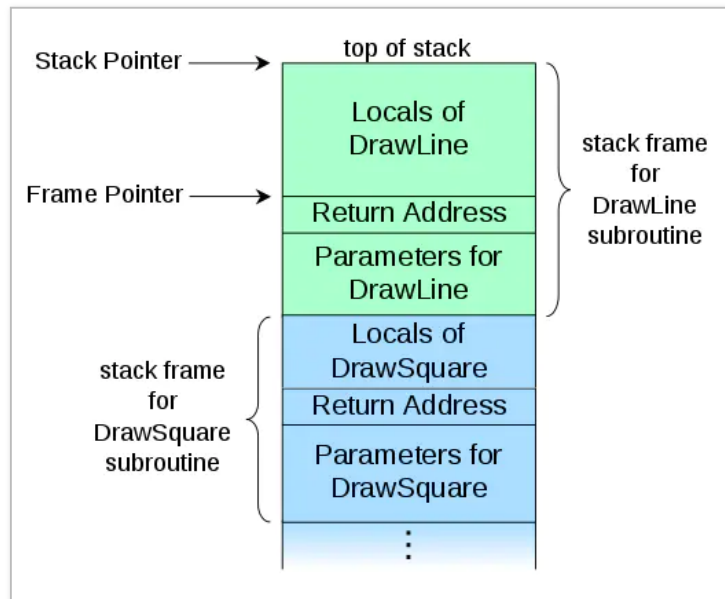 top of stack
Stack Pointer
Locals of
DrawLine
stack frame
for
DrawLine
subroutine
Frame Pointer
Return Address
Parameters for
DrawLine
Locals of
DrawSquare
stack frame
for
DrawSquare
subroutine
Return Address
Parameters for
DrawSquare